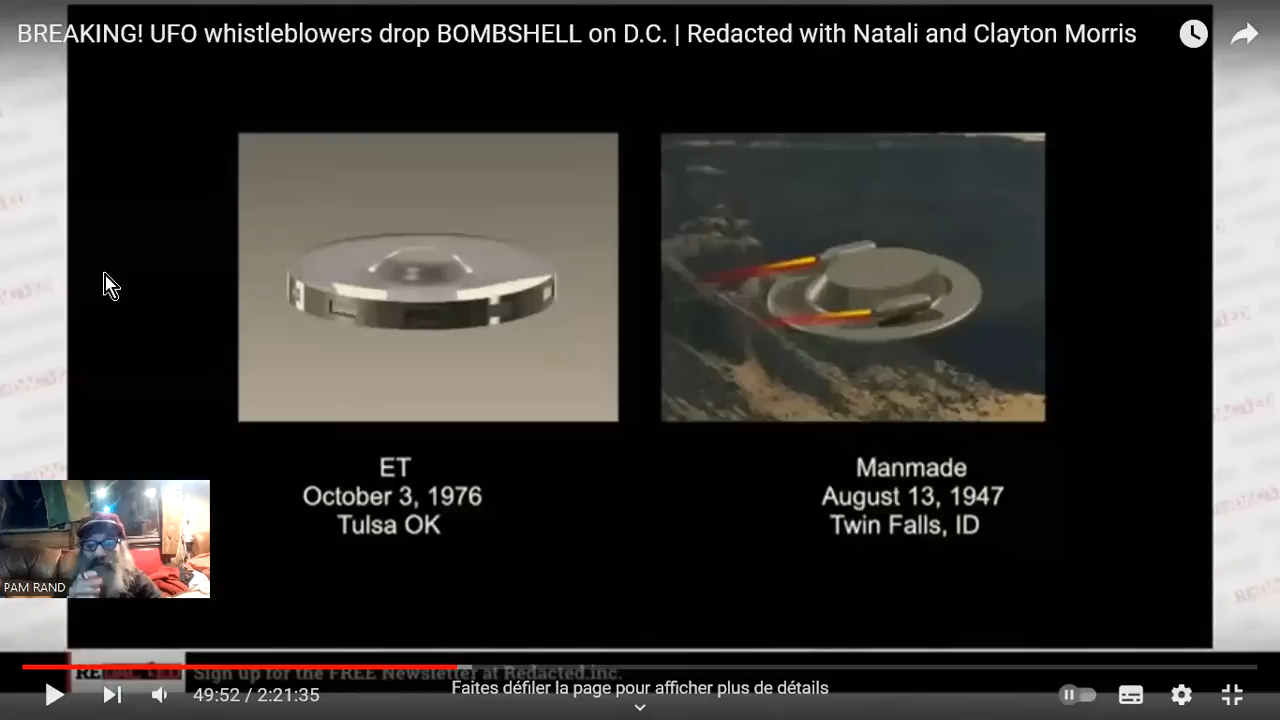 BREAKING! UFO whistleblowers drop BOMBSHELL on D.C. | Redacted with Natali and Clayton Morris
ET
October 3, 1976
Tulsa OK
Manmade
August 13, 1947
Twin Falls, ID
PAM RAND
REDACTED Sign up for the FREE Newsletter at Redacted.inc.
49:52 / 2:21:35
Faites défiler la page pour afficher plus de détails